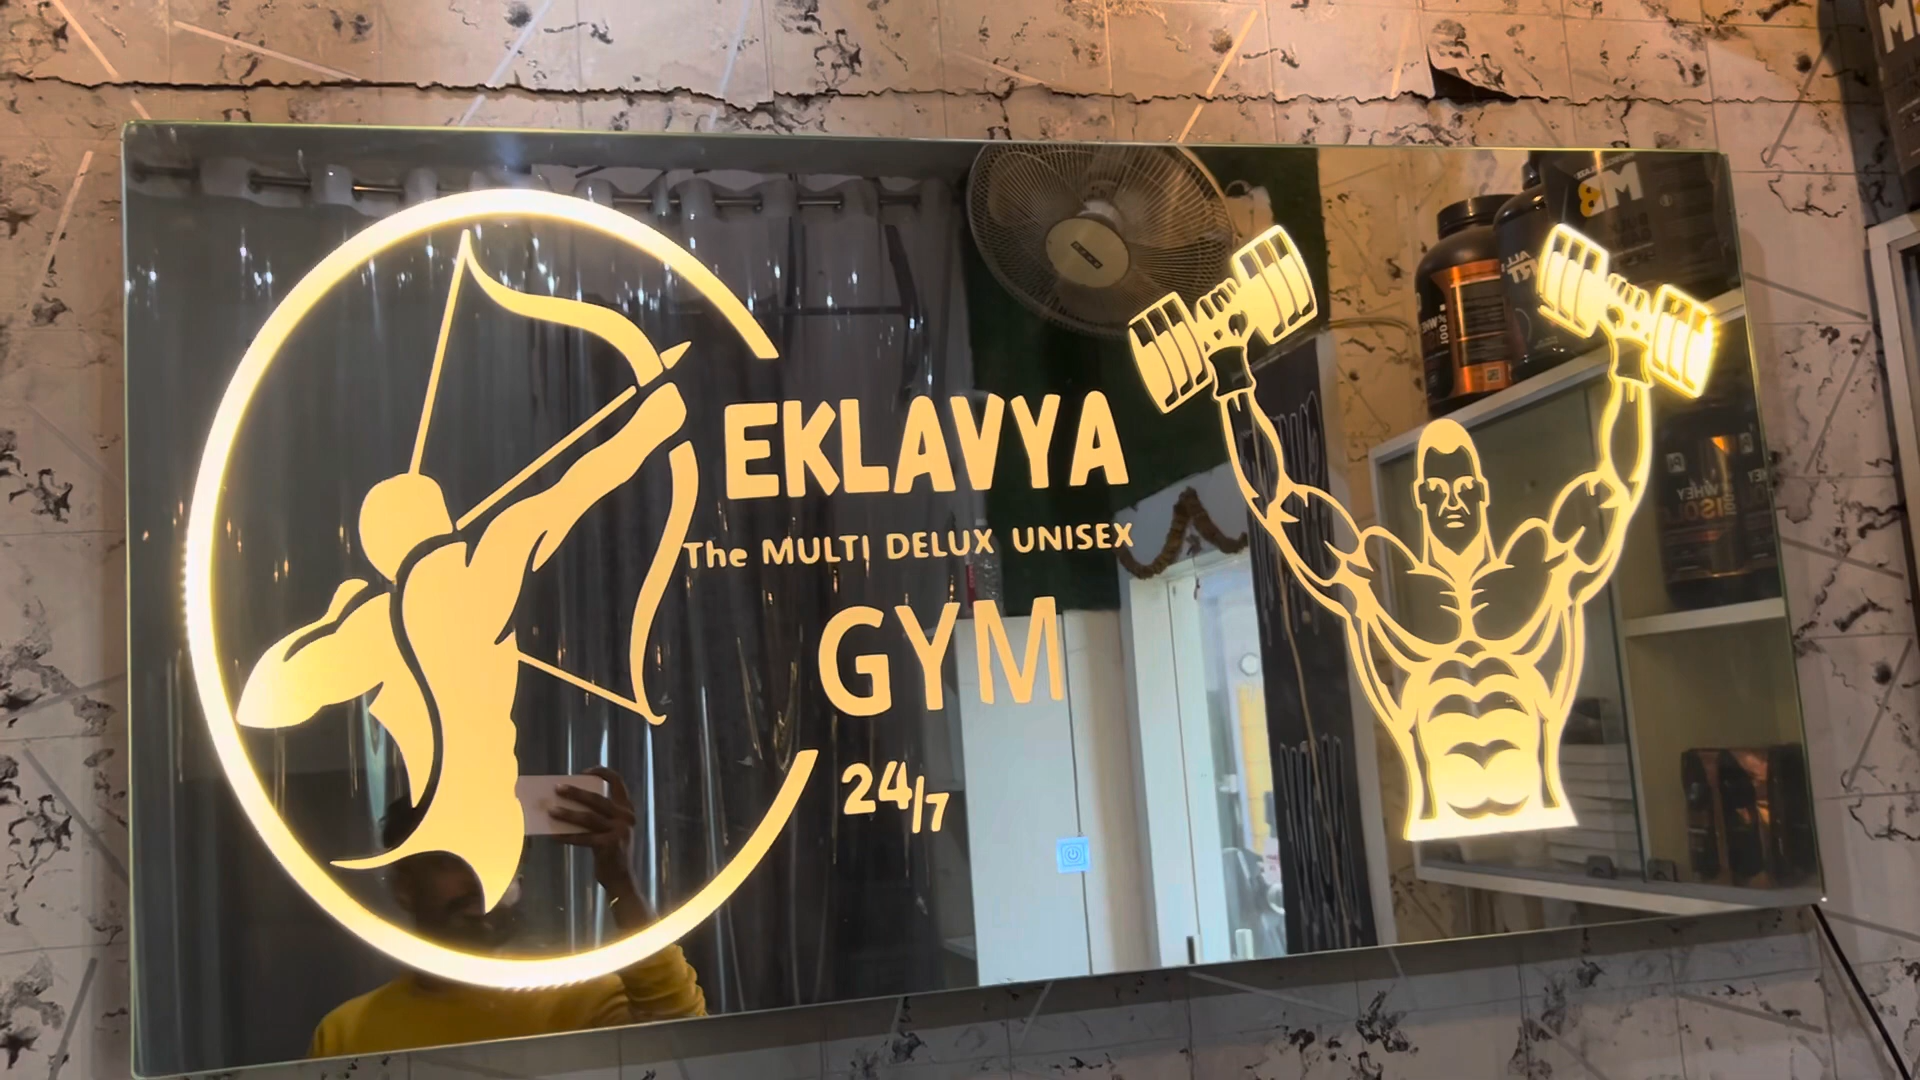 EKLAVYA
The MULTI DELUX UNISEX
GYM
24/7